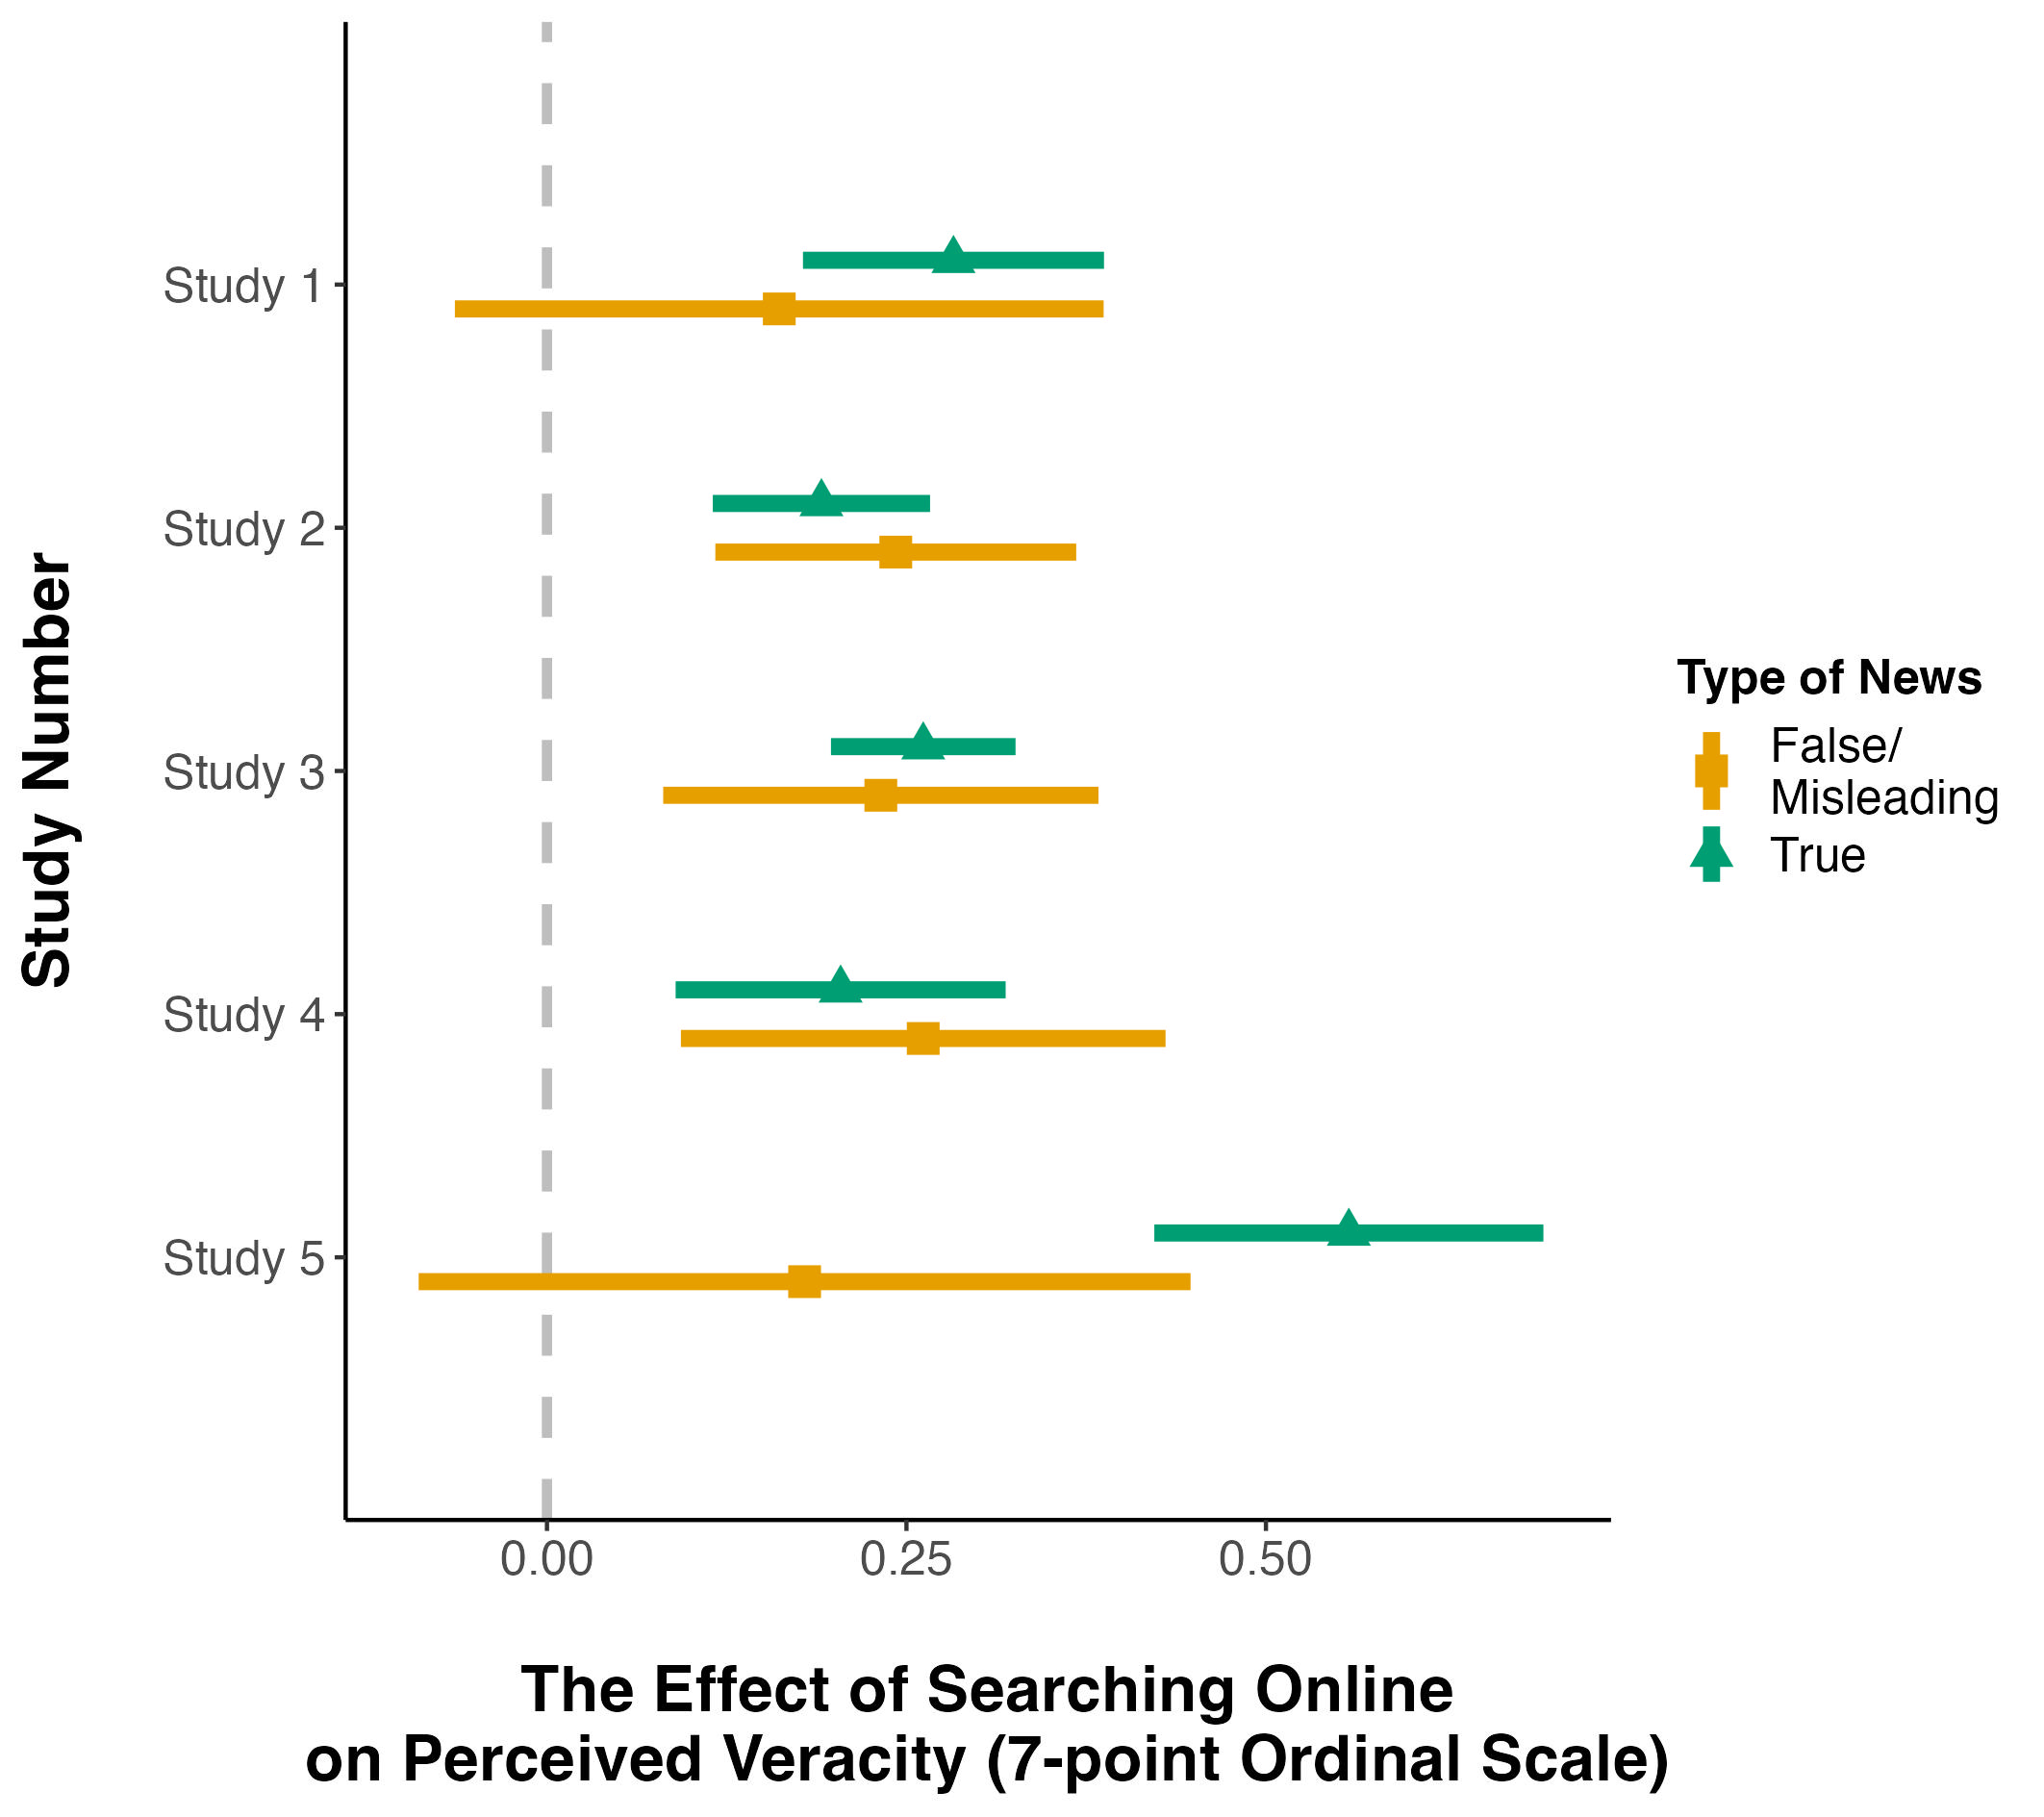 Study Number
Study 1
Study 2
Study 3
Study 4
Study 5
0.00 0.25 0.50
The Effect of Searching Online
on Perceived Veracity (7-point Ordinal Scale)
Type of News
False/
Misleading
True